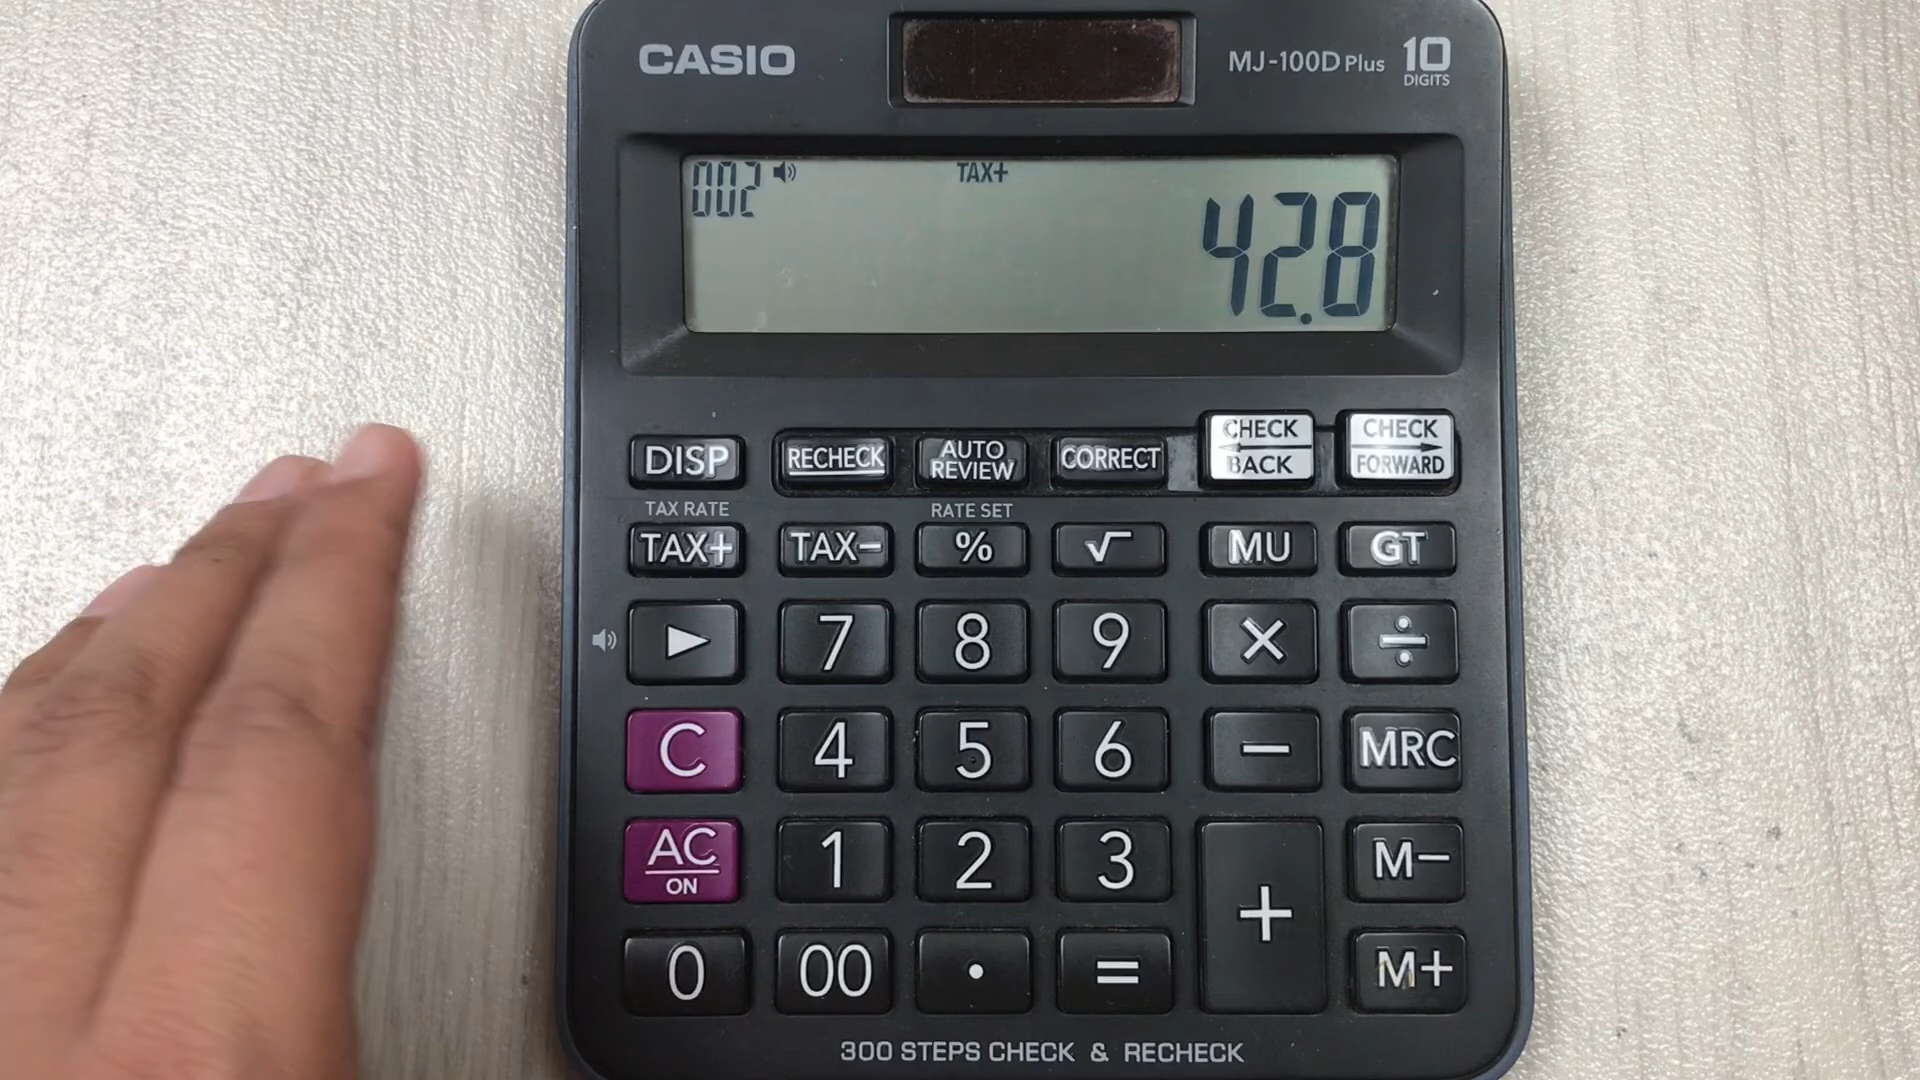 CASIO MJ-100D Plus 10 DIGITS
002 TAX+
42.8
DISP RECHECK AUTO REVIEW CORRECT CHECK BACK CHECK FORWARD
TAX RATE RATE SET
TAX+ TAX− % √ MU GT
7 8 9 × ÷
C 4 5 6 − MRC
AC ON 1 2 3 + M−
0 00 • = M+
300 STEPS CHECK & RECHECK